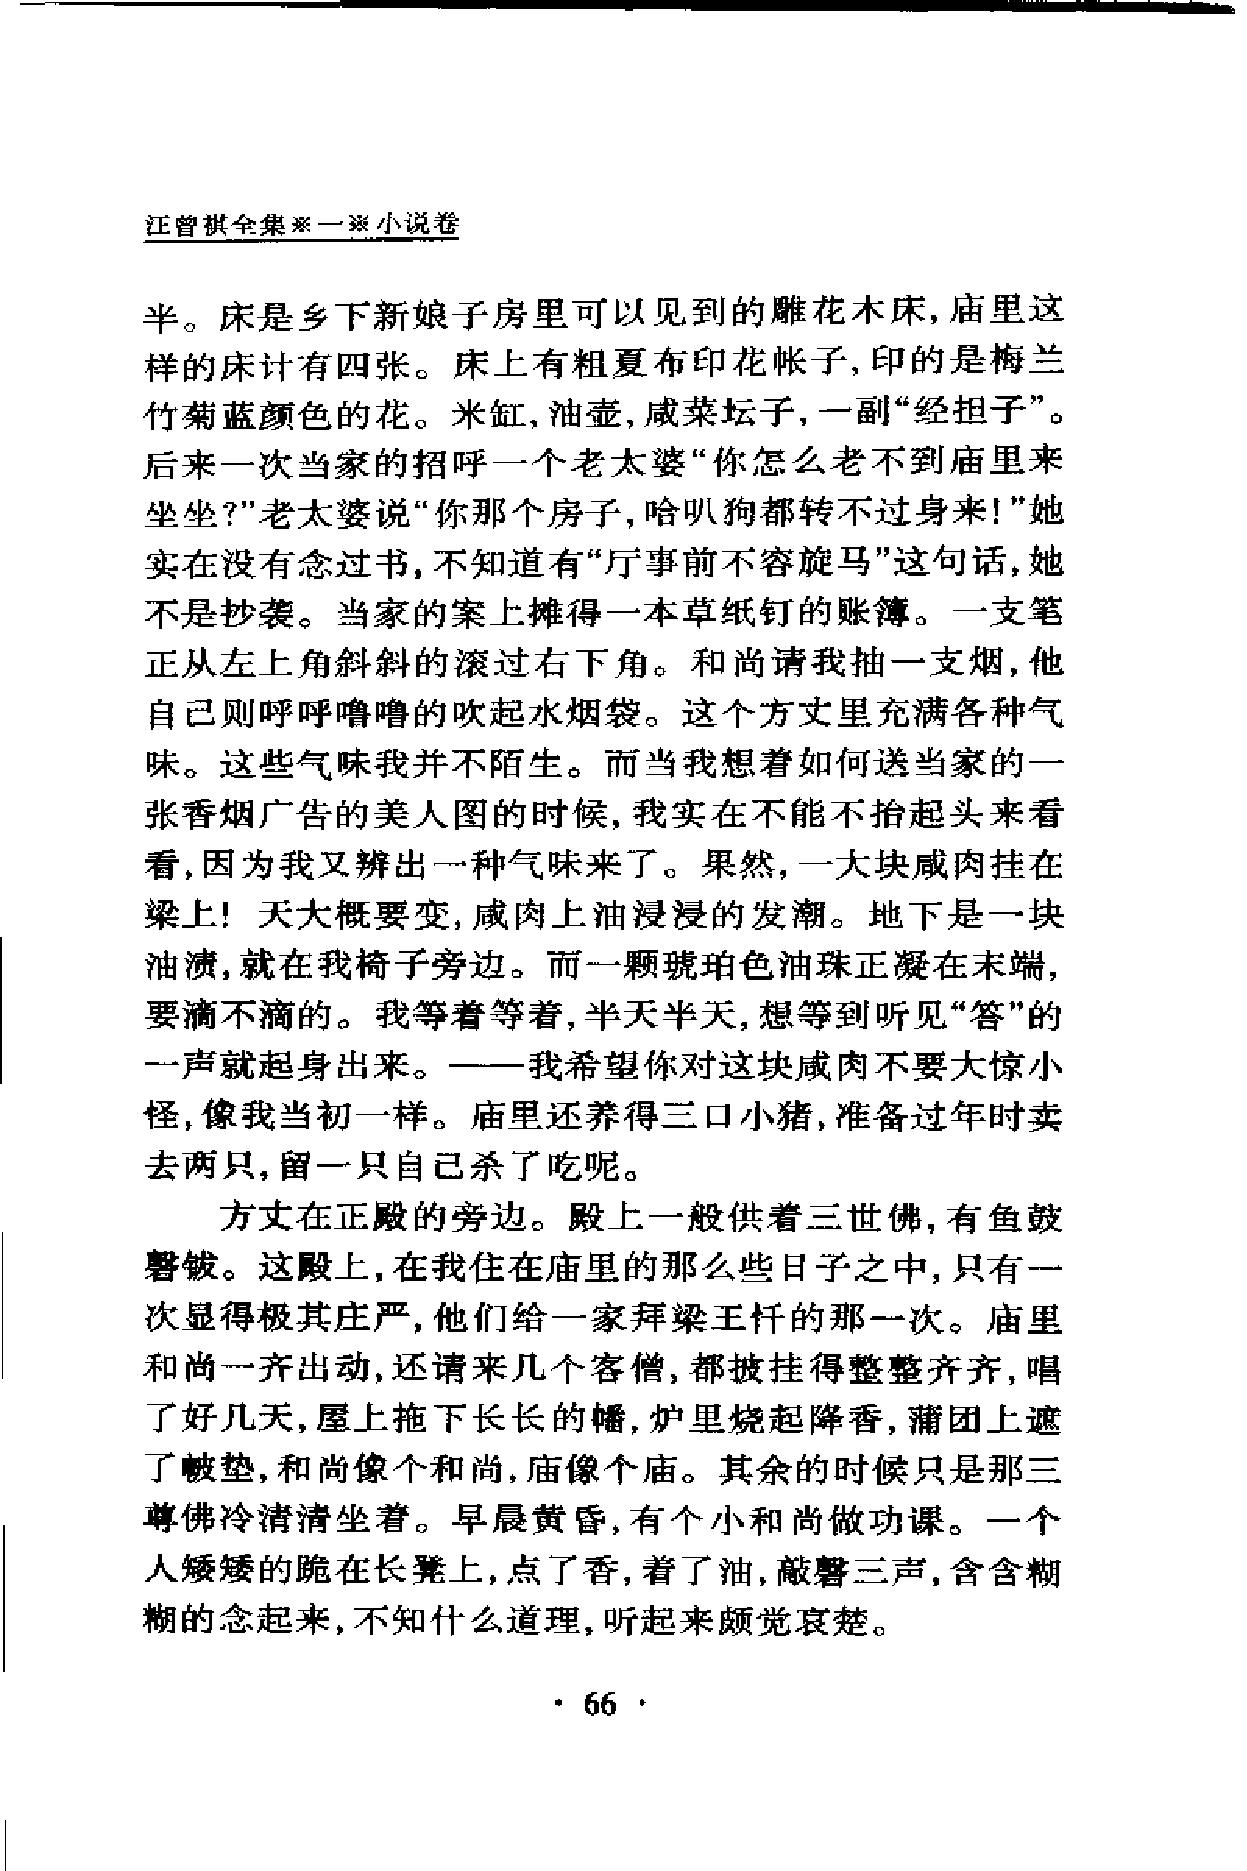 汪曾祺全集※一※小说卷
半。床是乡下新娘子房里可以见到的雕花木床,庙里这
样的床计有四张。床上有粗夏布印花帐子,印的是梅兰
竹菊蓝颜色的花。米缸,油壶,咸菜坛子,一副“经担子”。
后来一次当家的招呼一个老太婆“你怎么老不到庙里来
坐坐?”老太婆说“你那个房子,哈叭狗都转不过身来!”她
实在没有念过书,不知道有“厅事前不容旋马”这句话,她
不是抄袭。当家的案上摊得一本草纸钉的账簿。一支笔
正从左上角斜斜的滚过右下角。和尚请我抽一支烟,他
自己则呼呼噜噜的吹起水烟袋。这个方丈里充满各种气
味。这些气味我并不陌生。而当我想着如何送当家的一
张香烟广告的美人图的时候,我实在不能不抬起头来看
看,因为我又辨出一种气味来了。果然,一大块咸肉挂在
梁上! 天大概要变,咸肉上油浸浸的发潮。地下是一块
油渍,就在我椅子旁边。而一颗琥珀色油珠正凝在末端,
要滴不滴的。我等着等着,半天半天,想等到听见“答”的
一声就起身出来。——我希望你对这块咸肉不要大惊小
怪,像我当初一样。庙里还养得三口小猪,准备过年时卖
去两只,留一只自己杀了吃呢。
方丈在正殿的旁边。殿上一般供着三世佛,有鱼鼓
磬钹。这殿上,在我住在庙里的那么些日子之中,只有一
次显得极其庄严,他们给一家拜梁王忏的那一次。庙里
和尚一齐出动,还请来几个客僧,都披挂得整整齐齐,唱
了好几天,屋上拖下长长的幡,炉里烧起降香,蒲团上遮
了帔垫,和尚像个和尚,庙像个庙。其余的时候只是那三
尊佛冷清清坐着。早晨黄昏,有个小和尚做功课。一个
人矮矮的跪在长凳上,点了香,着了油,敲磬三声,含含糊
糊的念起来,不知什么道理,听起来颇觉哀楚。
· 66 ·